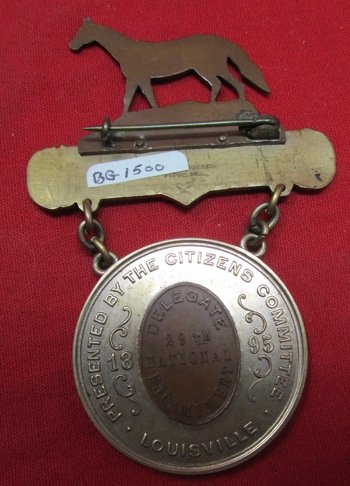 BG-1500
PRESENTED BY THE CITIZENS COMMITTEE
· LOUISVILLE ·
18 95
DELEGATE
29TH
NATIONAL
ENCAMPMENT